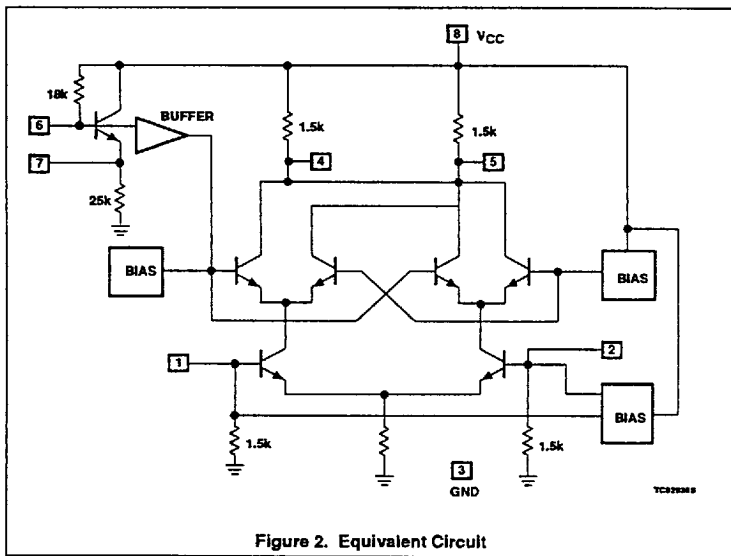 8 VCC
18k
6
BUFFER
1.5k
1.5k
7
4
5
25k
BIAS
BIAS
1
2
BIAS
1.5k
1.5k
3
GND
Figure 2. Equivalent Circuit